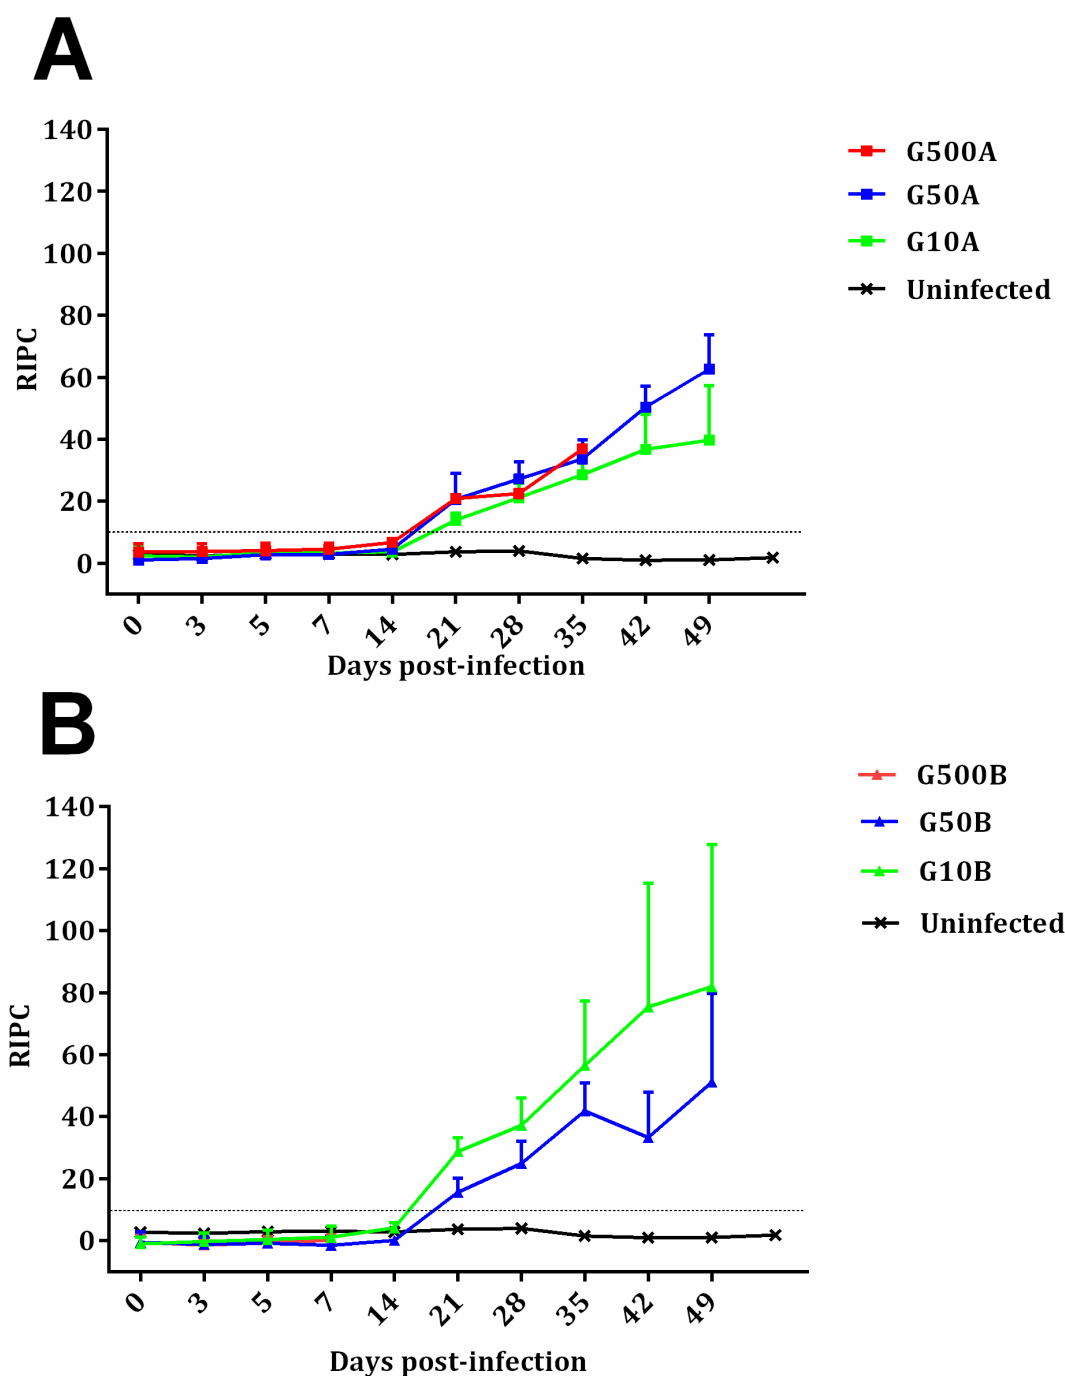 A
140
120
100
80
60
40
20
0
RIPC
0 3 5 7 14 21 28 35 42 49
Days post-infection
G500A
G50A
G10A
Uninfected
B
140
120
100
80
60
40
20
0
RIPC
0 3 5 7 14 21 28 35 42 49
Days post-infection
G500B
G50B
G10B
Uninfected